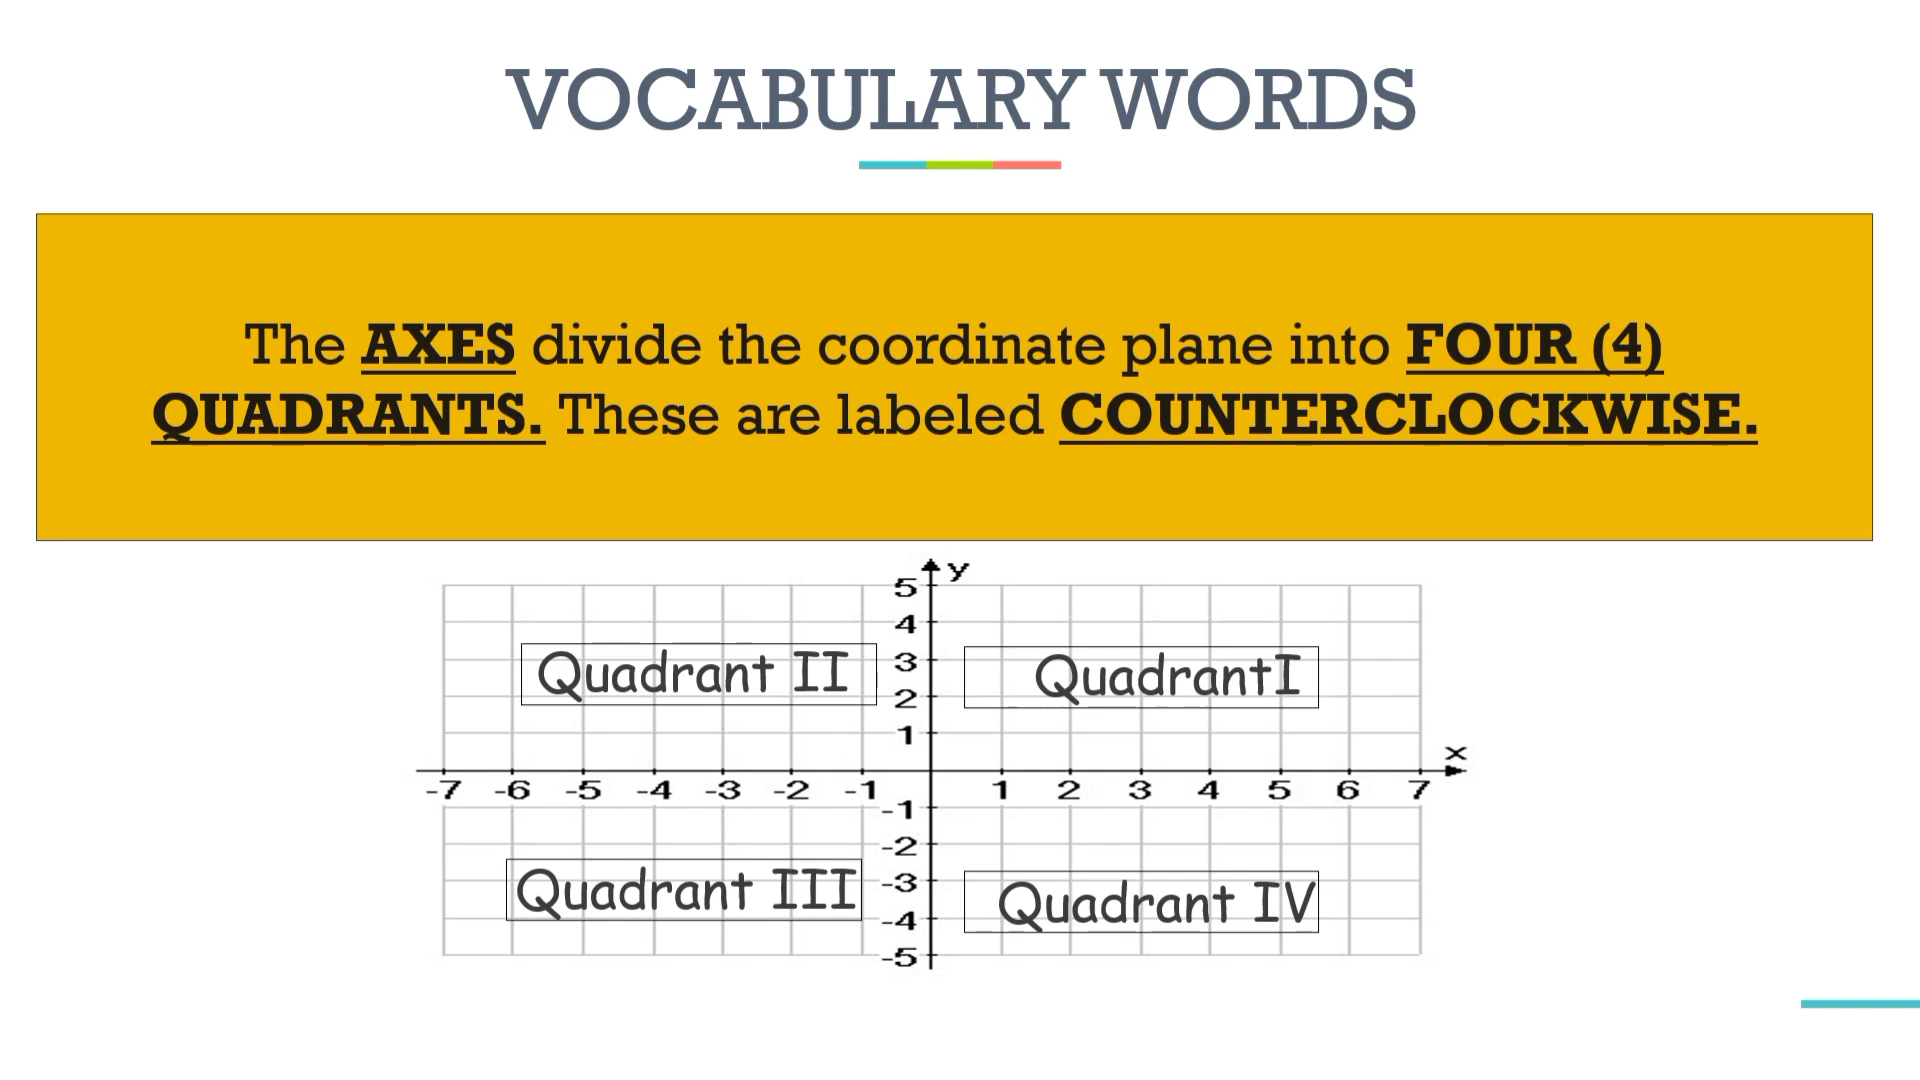 VOCABULARY WORDS
The AXES divide the coordinate plane into FOUR (4)
QUADRANTS. These are labeled COUNTERCLOCKWISE.
y
5
4
Quadrant II
3
QuadrantI
2
1
x
-7 -6 -5 -4 -3 -2 -1 1 2 3 4 5 6 7
-1
-2
Quadrant III
-3
Quadrant IV
-4
-5